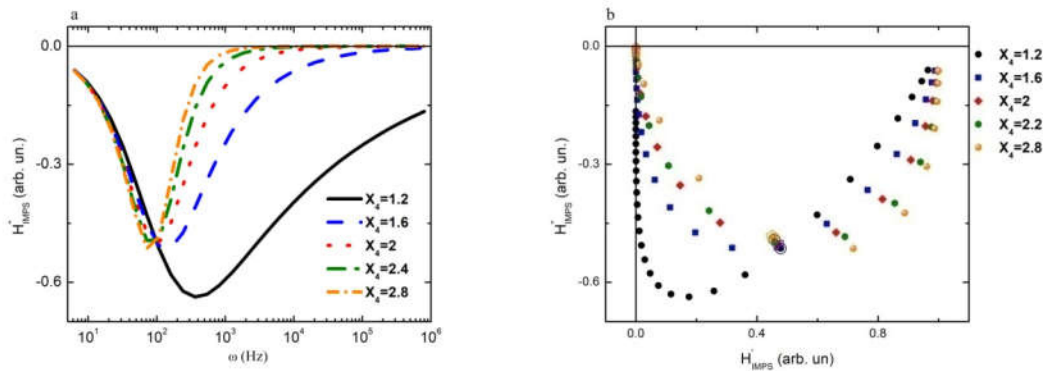 a
0.0
-0.3
-0.6
H''IMPS (arb. un.)
X4=1.2
X4=1.6
X4=2
X4=2.4
X4=2.8
10^1 10^2 10^3 10^4 10^5 10^6
ω (Hz)
b
0.0
-0.3
-0.6
H''IMPS (arb. un.)
0.0 0.4 0.8
H'IMPS (arb. un)
X4=1.2
X4=1.6
X4=2
X4=2.2
X4=2.8